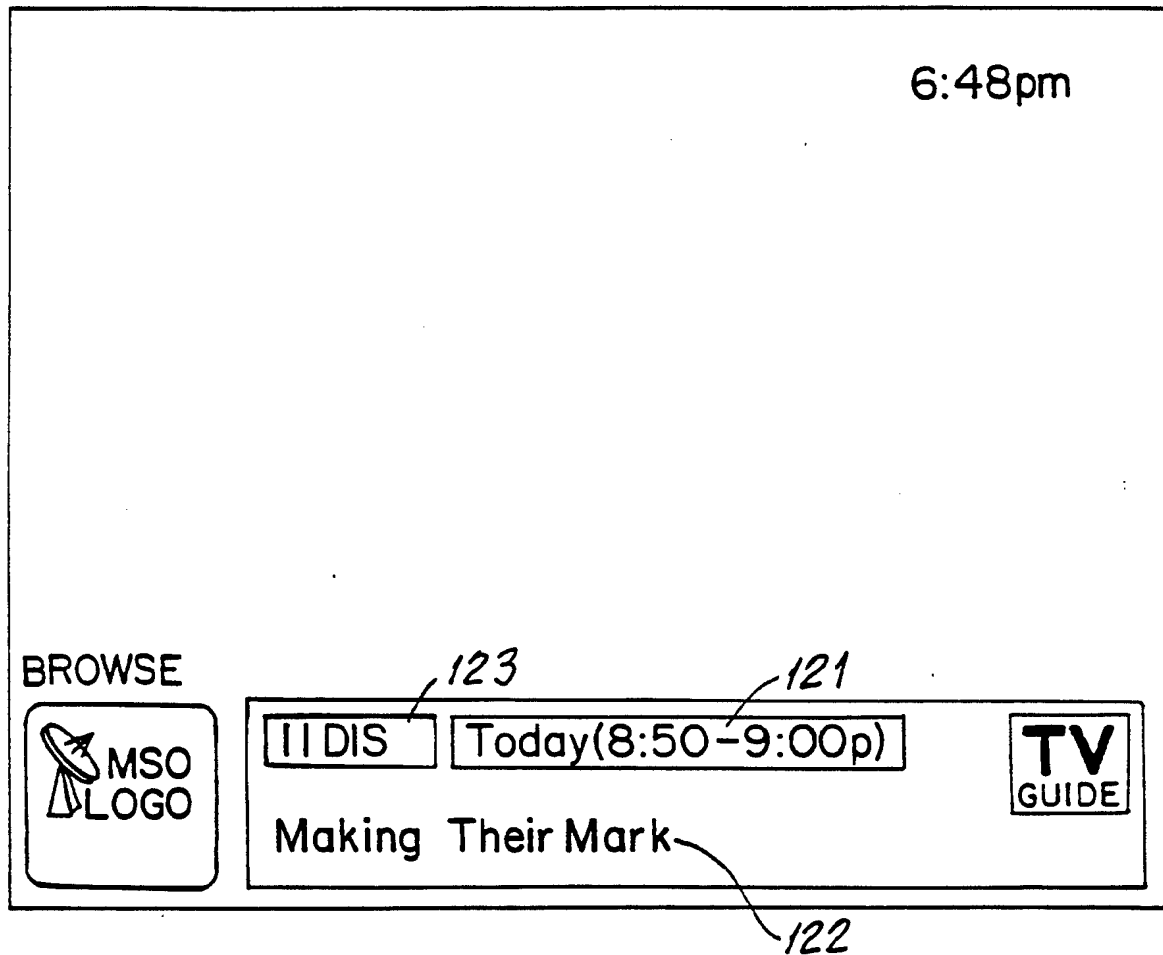 6:48pm
BROWSE
123
121
MSO
LOGO
11 DIS
Today(8:50-9:00p)
TV
GUIDE
Making Their Mark
122